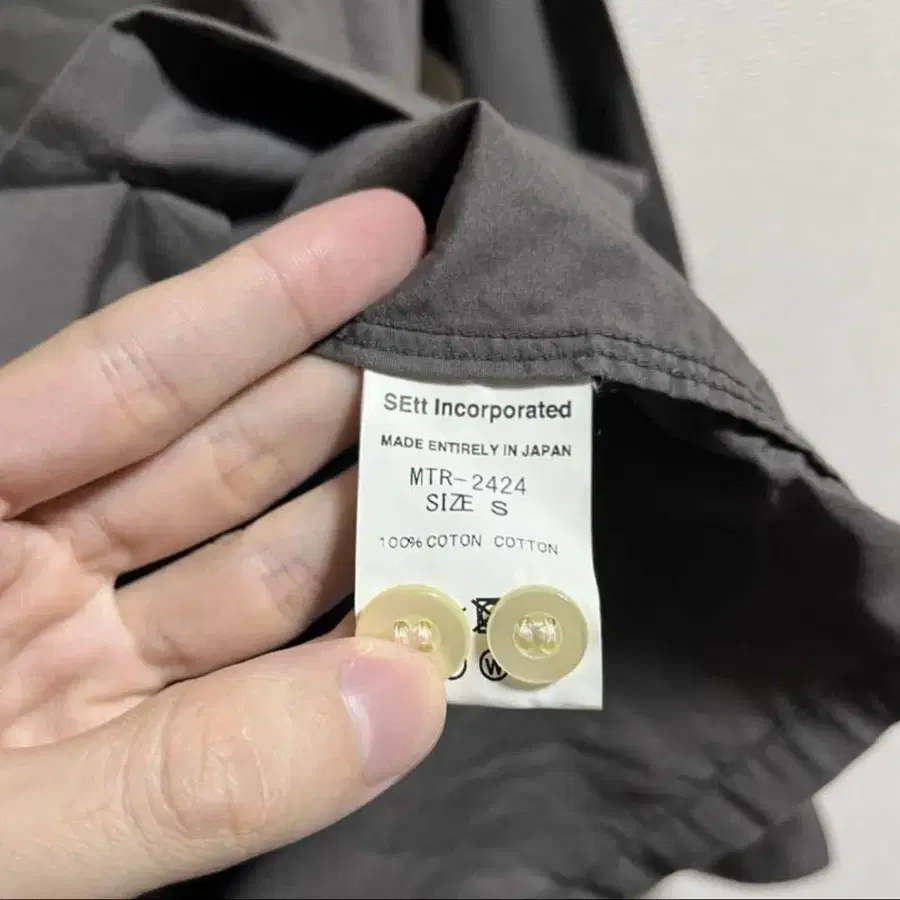 SEtt Incorporated
MADE ENTIRELY IN JAPAN
MTR-2424
SIZE S
100% COTON COTTON
W